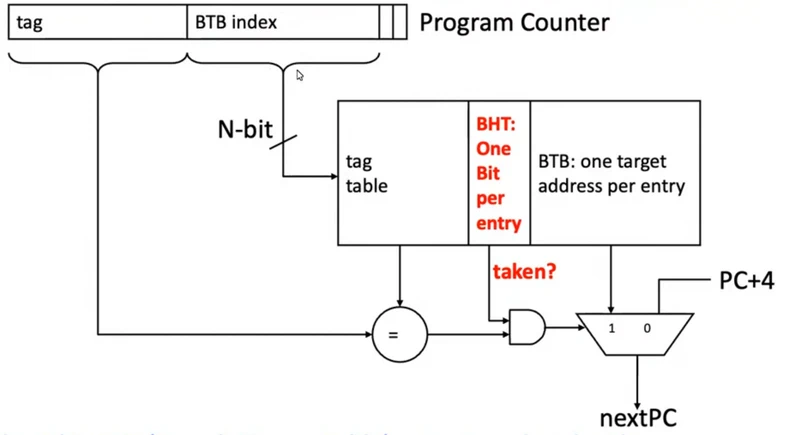 tag
BTB index
Program Counter
N-bit
tag
table
BHT:
One
Bit
per
entry
BTB: one target
address per entry
taken?
PC+4
=
1 0
nextPC